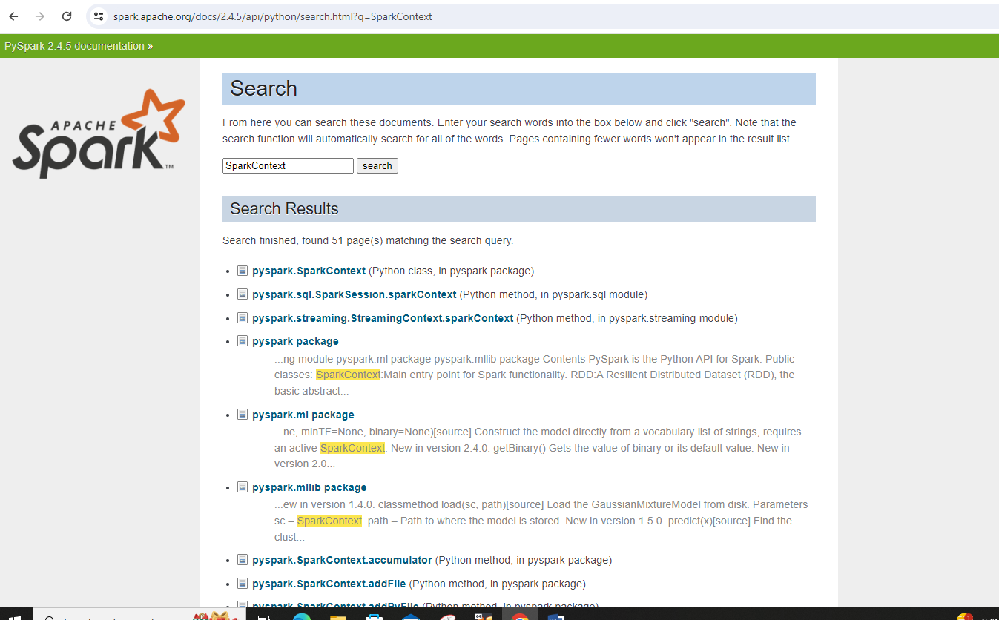 spark.apache.org/docs/2.4.5/api/python/search.html?q=SparkContext
PySpark 2.4.5 documentation »
APACHE
Spark™
Search
From here you can search these documents. Enter your search words into the box below and click "search". Note that the
search function will automatically search for all of the words. Pages containing fewer words won't appear in the result list.
SparkContext search
Search Results
Search finished, found 51 page(s) matching the search query.
• pyspark.SparkContext (Python class, in pyspark package)
• pyspark.sql.SparkSession.sparkContext (Python method, in pyspark.sql module)
• pyspark.streaming.StreamingContext.sparkContext (Python method, in pyspark.streaming module)
• pyspark package
...ng module pyspark.ml package pyspark.mllib package Contents PySpark is the Python API for Spark. Public
classes: SparkContext:Main entry point for Spark functionality. RDD:A Resilient Distributed Dataset (RDD), the
basic abstract...
• pyspark.ml package
...ne, minTF=None, binary=None)[source] Construct the model directly from a vocabulary list of strings, requires
an active SparkContext. New in version 2.4.0. getBinary() Gets the value of binary or its default value. New in
version 2.0...
• pyspark.mllib package
...ew in version 1.4.0. classmethod load(sc, path)[source] Load the GaussianMixtureModel from disk. Parameters
sc – SparkContext. path – Path to where the model is stored. New in version 1.5.0. predict(x)[source] Find the
clust...
• pyspark.SparkContext.accumulator (Python method, in pyspark package)
• pyspark.SparkContext.addFile (Python method, in pyspark package)
• pyspark.SparkContext.addPyFile (Python method, in pyspark package)